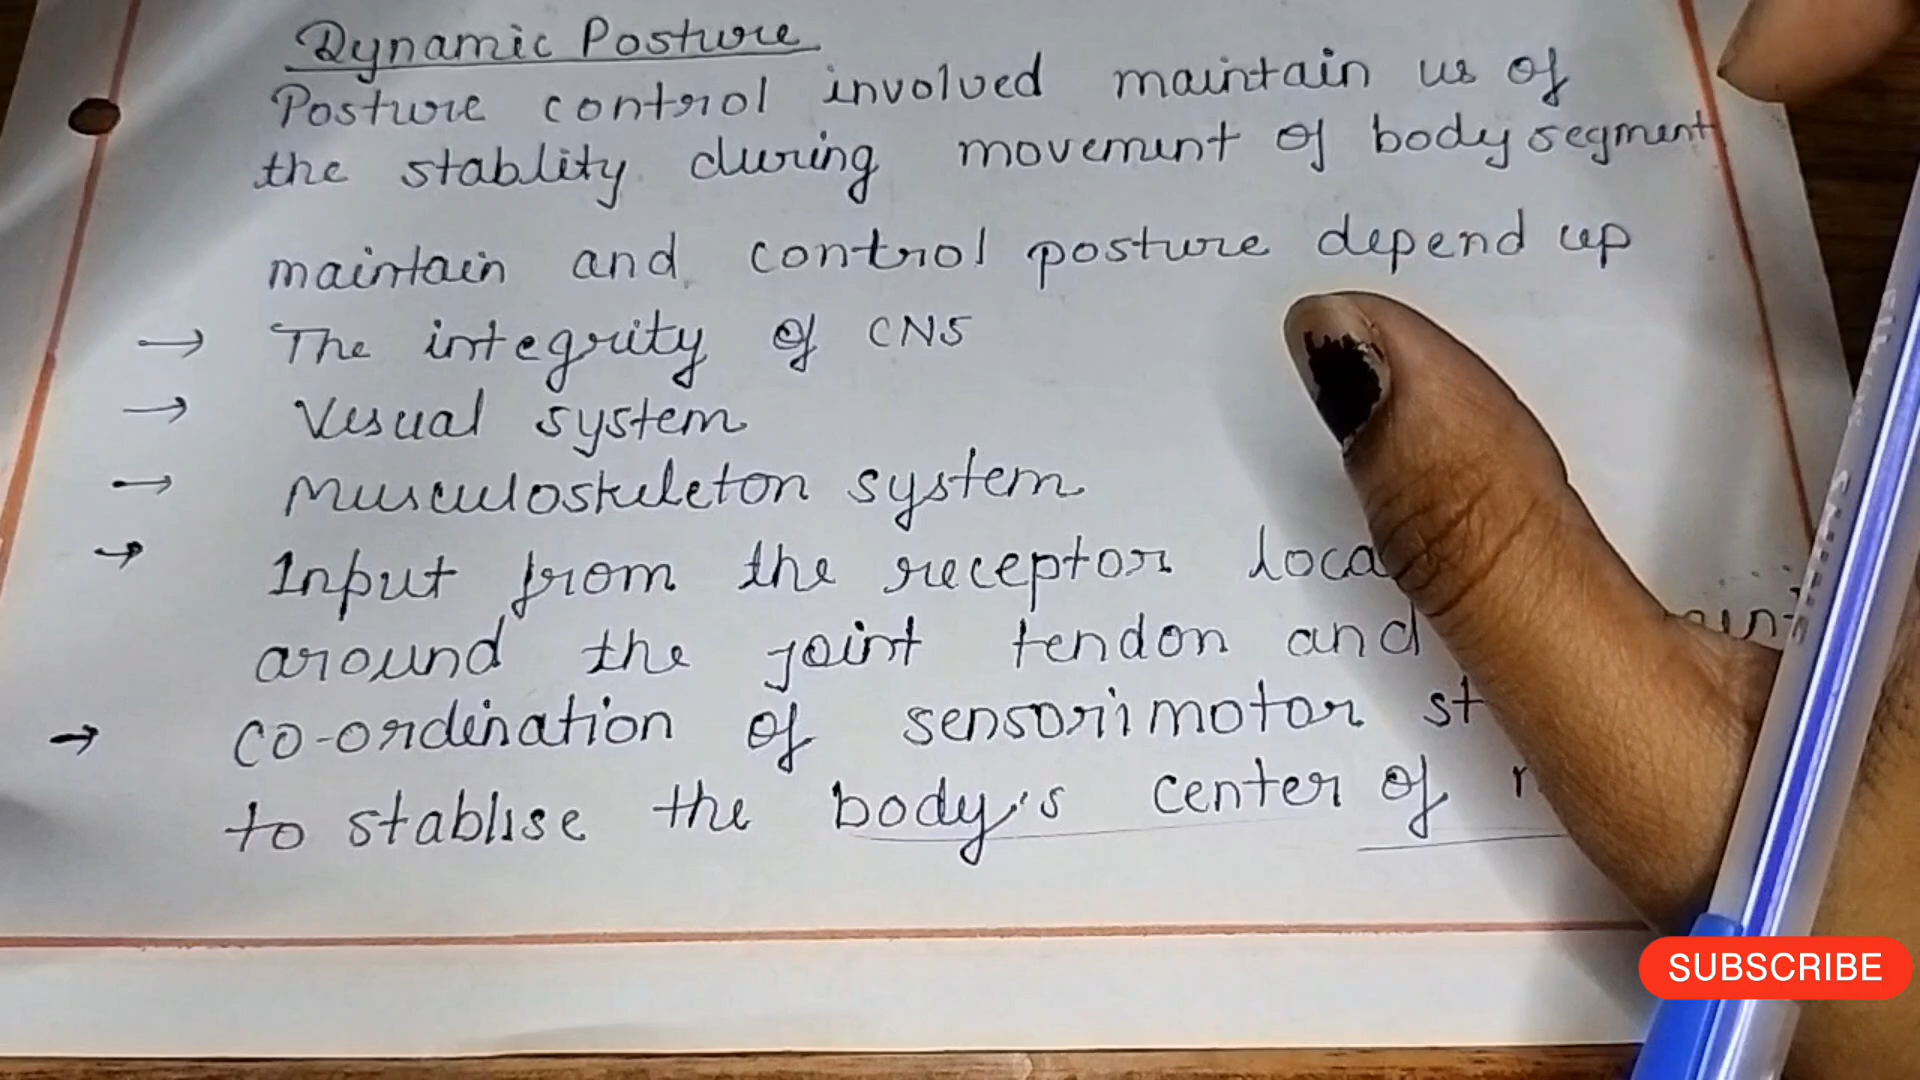 Dynamic Posture
Posture control involved maintain us of
the stablity during movement of body segment
maintain and control posture depend up
→ The integrity of CNS
→ Visual system
→ Musculoskeleton system
→ Input from the receptor
around the joint tendon and
→ co-ordination of sensorimotor
to stablise the body's center of
SUBSCRIBE